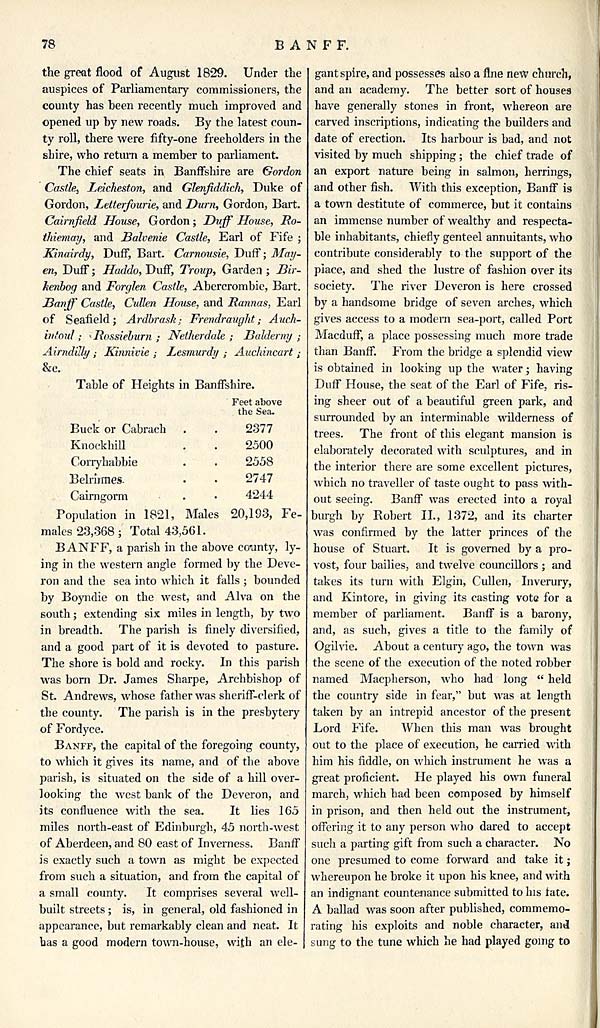 78
BANFF.
the great flood of August 1829. Under the
auspices of Parliamentary commissioners, the
county has been recently much improved and
opened up by new roads. By the latest coun-
ty roll, there were fifty-one freeholders in the
shire, who return a member to parliament.
The chief seats in Banffshire are Gordon
Castle, Leicheston, and Glenfiddich, Duke of
Gordon, Letterfourie, and Durn, Gordon, Bart.
Cairnfield House, Gordon; Duff House, Ro-
thiemay, and Balvenie Castle, Earl of Fife;
Kinairdy, Duff, Bart. Carnousie, Duff; May-
en, Duff; Haddo, Duff, Troup, Garden; Bir-
kenbog and Forglen Castle, Abercrombie, Bart.
Banff Castle, Cullen House, and Rannas, Earl
of Seafield; Ardbrask; Frendraught; Auch-
intoul; Rossieburn; Netherdale; Balderny;
Airndilly; Kinnivie; Lesmurdy; Auchincart;
&c.
Table of Heights in Banffshire.
Feet above
the Sea.
Buck or Cabrach . . 2377
Knockhill . . 2500
Corryhabbie . . 2558
Belrinnes. . . 2747
Cairngorm . . 4244
Population in 1821, Males 20,193, Fe-
males 23,368; Total 43,561.
BANFF, a parish in the above county, ly-
ing in the western angle formed by the Deve-
ron and the sea into which it falls; bounded
by Boyndie on the west, and Alva on the
south; extending six miles in length, by two
in breadth. The parish is finely diversified,
and a good part of it is devoted to pasture.
The shore is bold and rocky. In this parish
was born Dr. James Sharpe, Archbishop of
St. Andrews, whose father was sheriff-clerk of
the county. The parish is in the presbytery
of Fordyce.
BANFF, the capital of the foregoing county,
to which it gives its name, and of the above
parish, is situated on the side of a hill over-
looking the west bank of the Deveron, and
its confluence with the sea. It lies 165
miles north-east of Edinburgh, 45 north-west
of Aberdeen, and 80 east of Inverness. Banff
is exactly such a town as might be expected
from such a situation, and from the capital of
a small county. It comprises several well-
built streets; is, in general, old fashioned in
appearance, but remarkably clean and neat. It
has a good modern town-house, with an ele-
gant spire, and possesses also a fine new church,
and an academy. The better sort of houses
have generally stones in front, whereon are
carved inscriptions, indicating the builders and
date of erection. Its harbour is bad, and not
visited by much shipping; the chief trade of
an export nature being in salmon, herrings,
and other fish. With this exception, Banff is
a town destitute of commerce, but it contains
an immense number of wealthy and respecta-
ble inhabitants, chiefly genteel annuitants, who
contribute considerably to the support of the
place, and shed the lustre of fashion over its
society. The river Deveron is here crossed
by a handsome bridge of seven arches, which
gives access to a modern sea-port, called Port
Macduff, a place possessing much more trade
than Banff. From the bridge a splendid view
is obtained in looking up the water; having
Duff House, the seat of the Earl of Fife, ris-
ing sheer out of a beautiful green park, and
surrounded by an interminable wilderness of
trees. The front of this elegant mansion is
elaborately decorated with sculptures, and in
the interior there are some excellent pictures,
which no traveller of taste ought to pass with-
out seeing. Banff was erected into a royal
burgh by Robert II., 1372, and its charter
was confirmed by the latter princes of the
house of Stuart. It is governed by a pro-
vost, four bailies, and twelve councillors; and
takes its turn with Elgin, Cullen, Inverury,
and Kintore, in giving its casting vote for a
member of parliament. Banff is a barony,
and, as such, gives a title to the family of
Ogilvie. About a century ago, the town was
the scene of the execution of the noted robber
named Macpherson, who had long “ held
the country side in fear,” but was at length
taken by an intrepid ancestor of the present
Lord Fife. When this man was brought
out to the place of execution, he carried with
him his fiddle, on which instrument he was a
great proficient. He played his own funeral
march, which had been composed by himself
in prison, and then held out the instrument,
offering it to any person who dared to accept
such a parting gift from such a character. No
one presumed to come forward and take it;
whereupon he broke it upon his knee, and with
an indignant countenance submitted to his fate.
A ballad was soon after published, commemo-
rating his exploits and noble character, and
sung to the tune which he had played going to